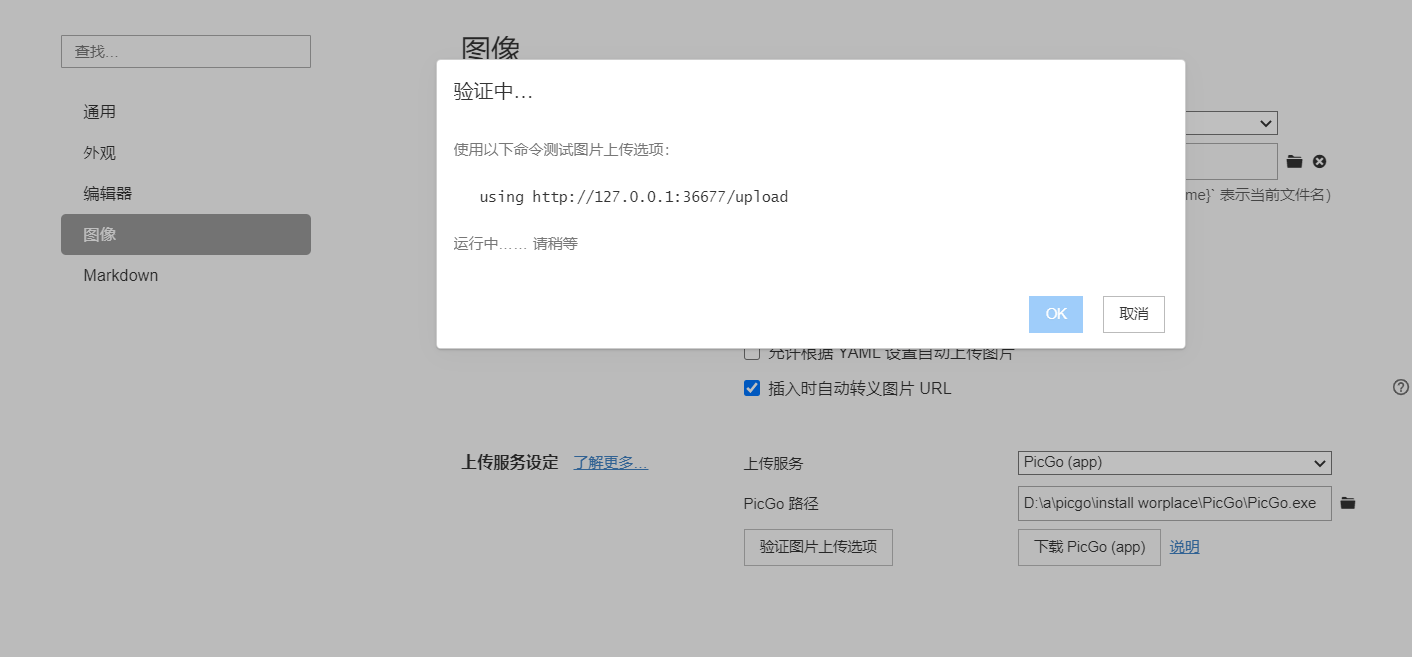 查找...
通用
外观
编辑器
图像
Markdown
图像
验证中...
使用以下命令测试图片上传选项:
using http://127.0.0.1:36677/upload
运行中…… 请稍等
OK
取消
me}` 表示当前文件名)
允许根据 YAML 设置自动上传图片
插入时自动转义图片 URL
上传服务设定 了解更多...
上传服务 PicGo (app)
PicGo 路径 D:\a\picgo\install worplace\PicGo\PicGo.exe
验证图片上传选项 下载 PicGo (app) 说明